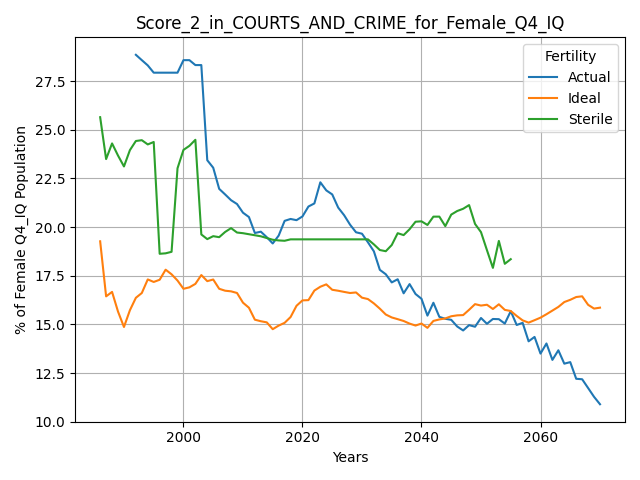 Score_2_in_COURTS_AND_CRIME_for_Female_Q4_IQ
% of Female Q4_IQ Population
27.5
25.0
22.5
20.0
17.5
15.0
12.5
10.0
Fertility
Actual
Ideal
Sterile
2000
2020
2040
2060
Years